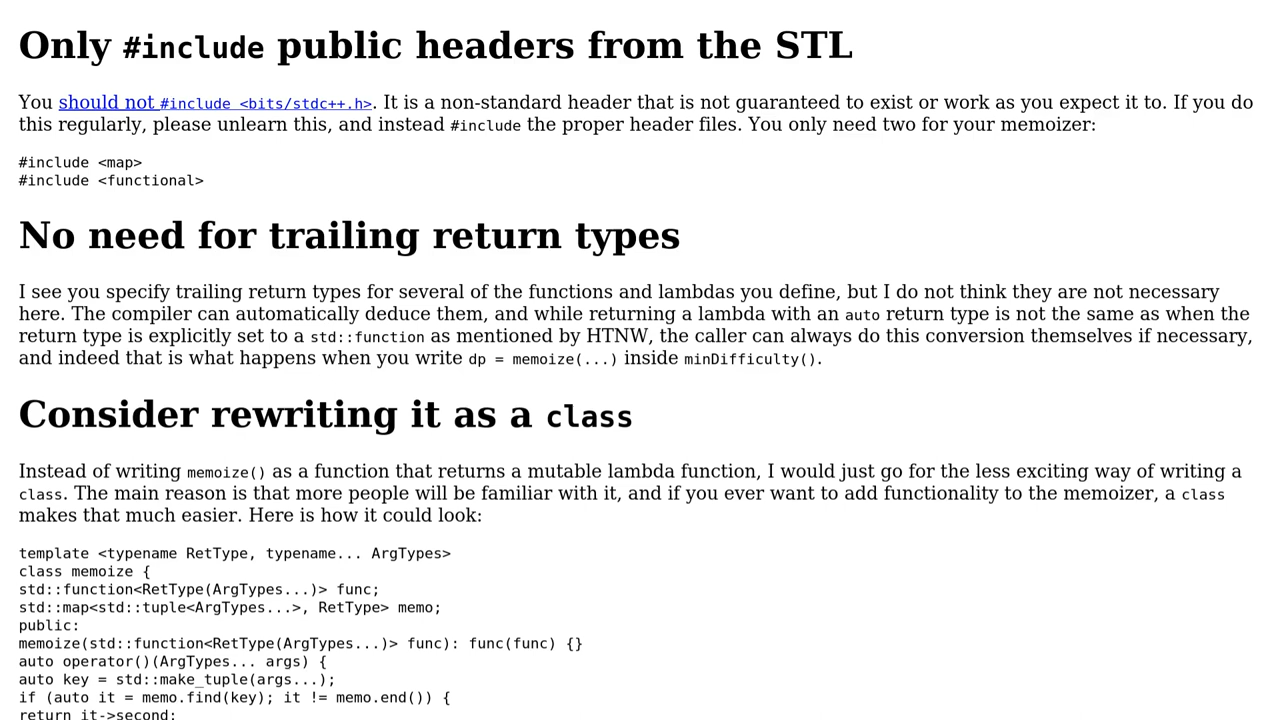 Only #include public headers from the STL
You should not #include <bits/stdc++.h>. It is a non-standard header that is not guaranteed to exist or work as you expect it to. If you do
this regularly, please unlearn this, and instead #include the proper header files. You only need two for your memoizer:
#include <map>
#include <functional>
No need for trailing return types
I see you specify trailing return types for several of the functions and lambdas you define, but I do not think they are not necessary
here. The compiler can automatically deduce them, and while returning a lambda with an auto return type is not the same as when the
return type is explicitly set to a std::function as mentioned by HTNW, the caller can always do this conversion themselves if necessary,
and indeed that is what happens when you write dp = memoize(...) inside minDifficulty().
Consider rewriting it as a class
Instead of writing memoize() as a function that returns a mutable lambda function, I would just go for the less exciting way of writing a
class. The main reason is that more people will be familiar with it, and if you ever want to add functionality to the memoizer, a class
makes that much easier. Here is how it could look:
template <typename RetType, typename... ArgTypes>
class memoize {
std::function<RetType(ArgTypes...)> func;
std::map<std::tuple<ArgTypes...>, RetType> memo;
public:
memoize(std::function<RetType(ArgTypes...)> func): func(func) {}
auto operator()(ArgTypes... args) {
auto key = std::make_tuple(args...);
if (auto it = memo.find(key); it != memo.end()) {
return it->second;